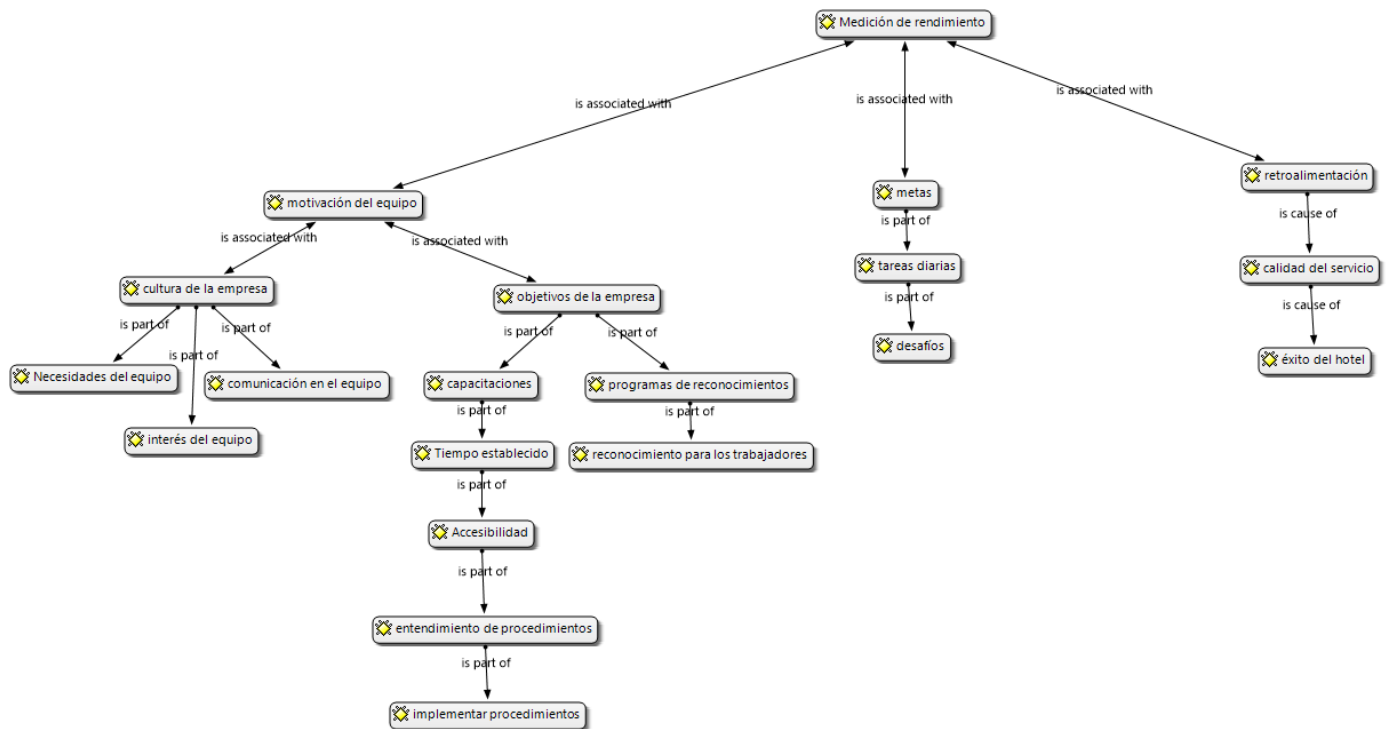 Medición de rendimiento
is associated with
is associated with
is associated with
motivación del equipo
metas
retroalimentación
is associated with
is associated with
is part of
is cause of
cultura de la empresa
objetivos de la empresa
tareas diarias
calidad del servicio
is part of
is part of
is part of
is part of
is part of
is part of
is cause of
Necesidades del equipo
comunicación en el equipo
interés del equipo
capacitaciones
programas de reconocimientos
desafíos
éxito del hotel
is part of
is part of
Tiempo establecido
reconocimiento para los trabajadores
is part of
Accesibilidad
is part of
entendimiento de procedimientos
is part of
implementar procedimientos